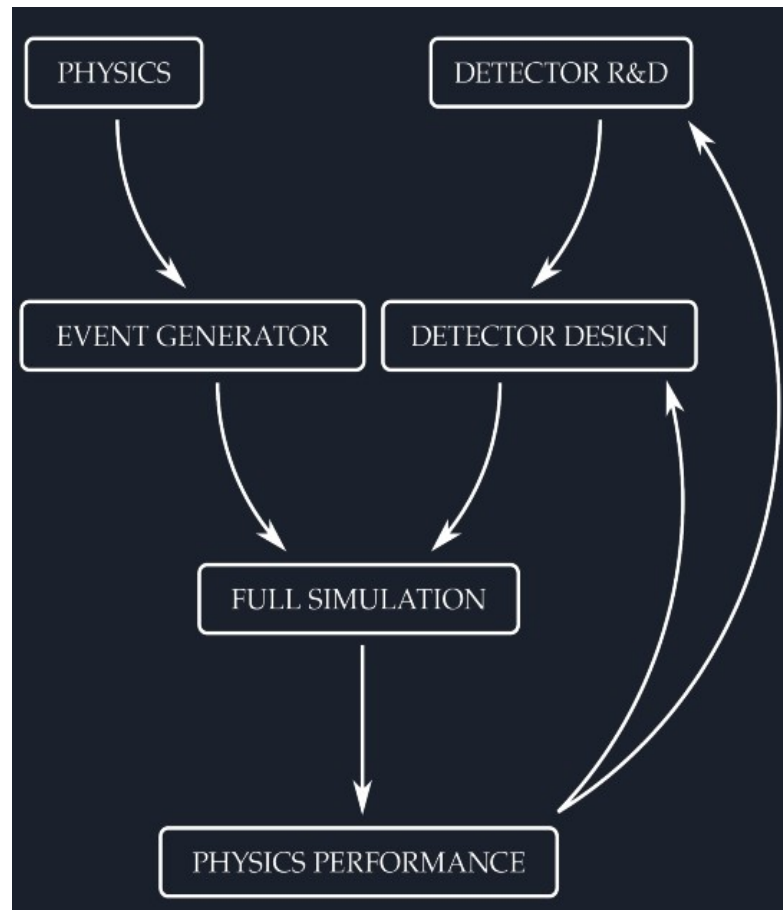 PHYSICS
DETECTOR R&D
EVENT GENERATOR
DETECTOR DESIGN
FULL SIMULATION
PHYSICS PERFORMANCE